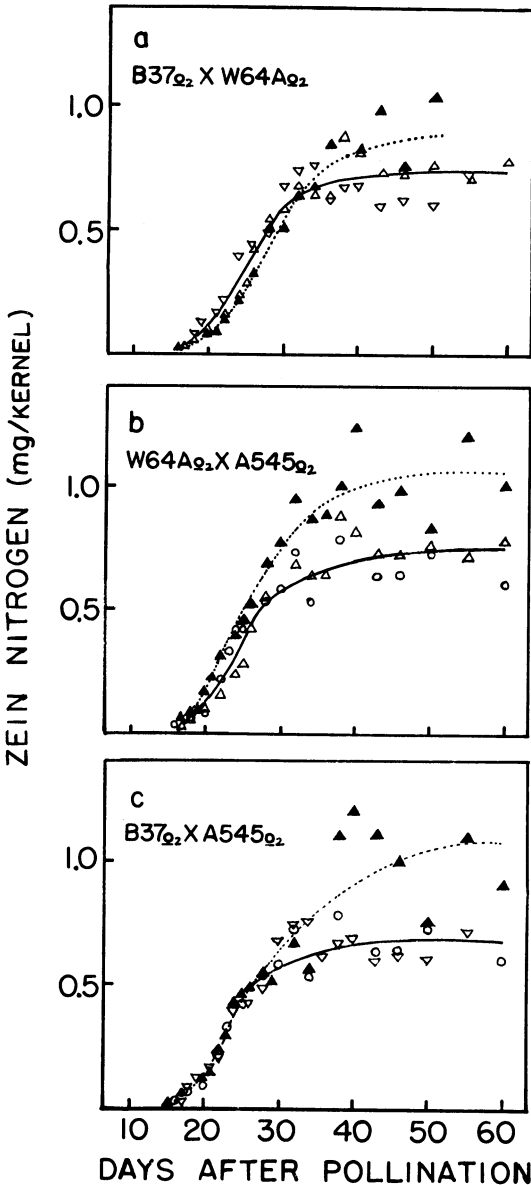 ZEIN NITROGEN (mg/KERNEL)
a
B37o2 X W64Ao2
1.0
0.5
b
W64Ao2 X A545o2
1.0
0.5
c
B37o2 X A545o2
1.0
0.5
10 20 30 40 50 60
DAYS AFTER POLLINATION